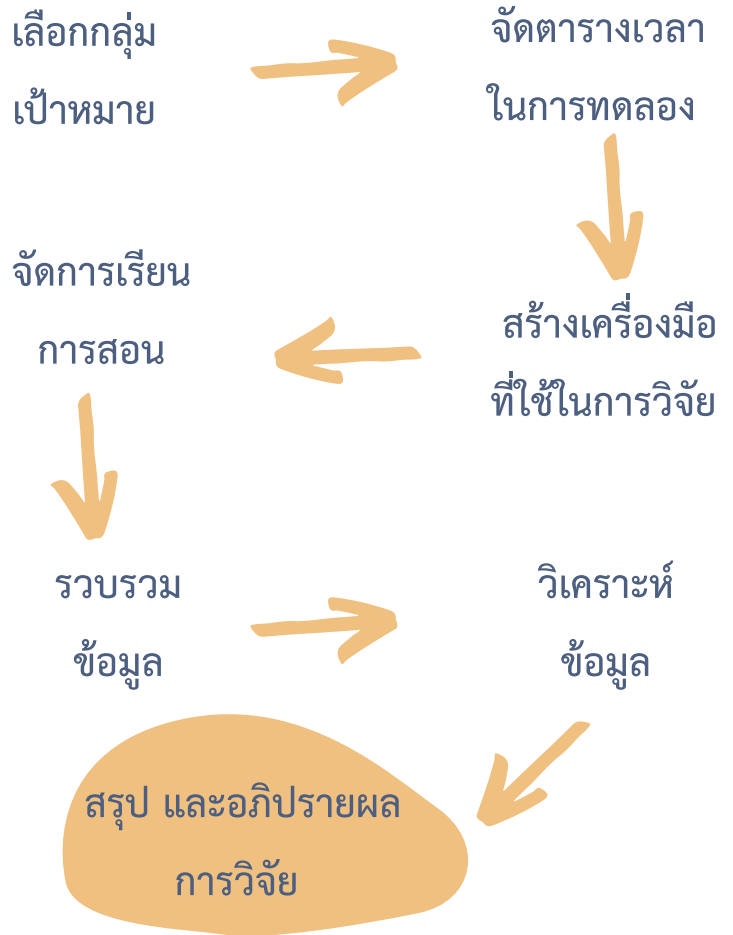 เลือกกลุ่ม
เป้าหมาย
จัดตารางเวลา
ในการทดลอง
สร้างเครื่องมือ
ที่ใช้ในการวิจัย
จัดการเรียน
การสอน
รวบรวม
ข้อมูล
วิเคราะห์
ข้อมูล
สรุป และอภิปรายผล
การวิจัย